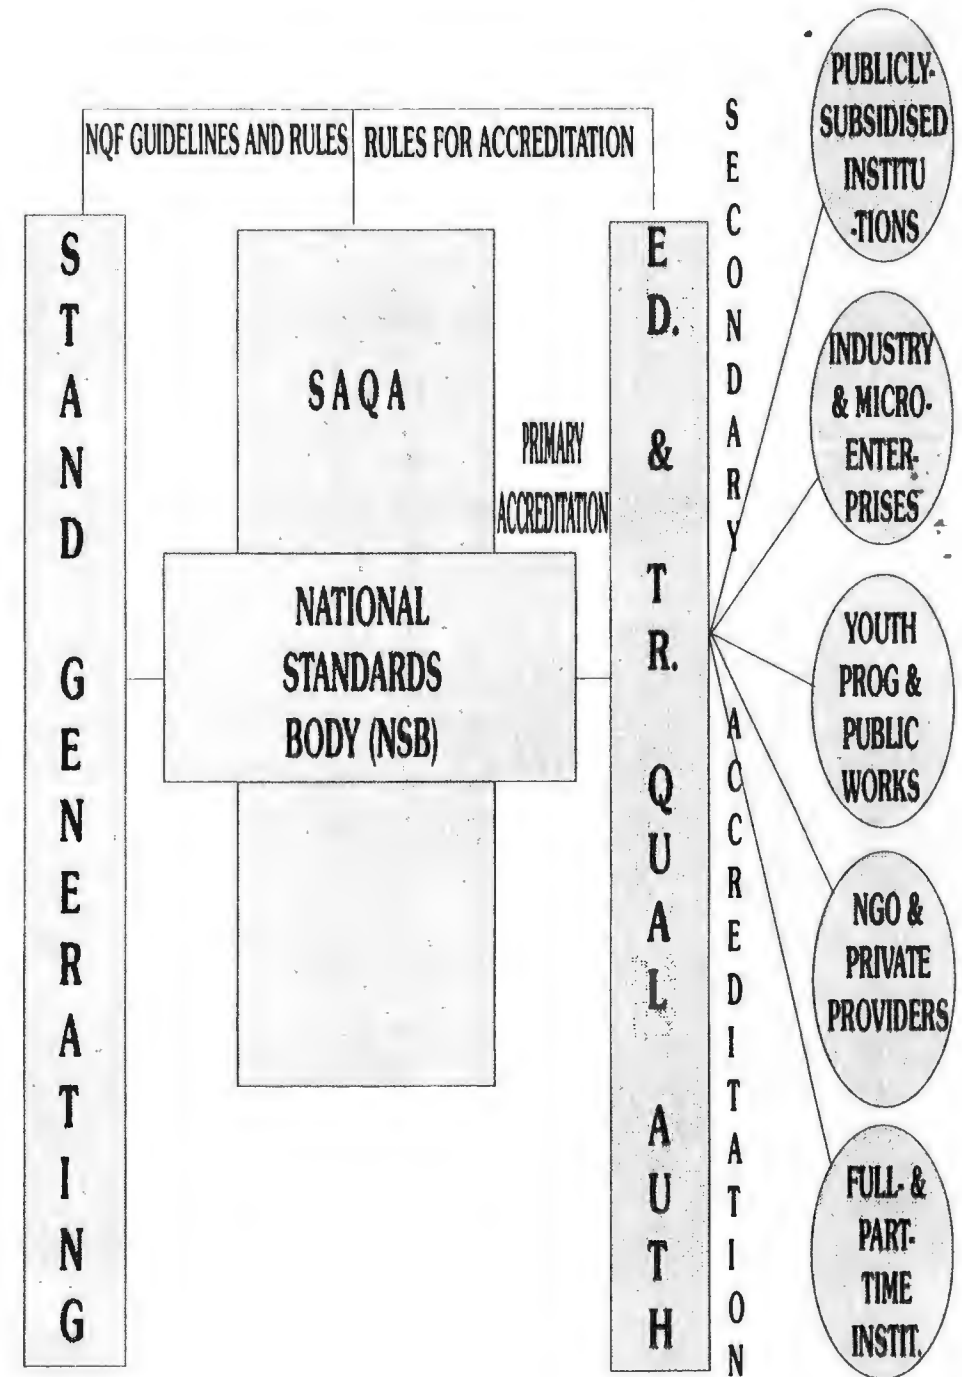 NQF GUIDELINES AND RULES
RULES FOR ACCREDITATION
STAND GENERATING
SAQA
PRIMARY
ACCREDITATION
NATIONAL
STANDARDS
BODY (NSB)
ED. & TR. QUAL AUTH
SECONDARY ACCREDITATION
PUBLICLY-
SUBSIDISED
INSTITU
-TIONS
INDUSTRY
& MICRO-
ENTER-
PRISES
YOUTH
PROG &
PUBLIC
WORKS
NGO &
PRIVATE
PROVIDERS
FULL- &
PART-
TIME
INSTIT.